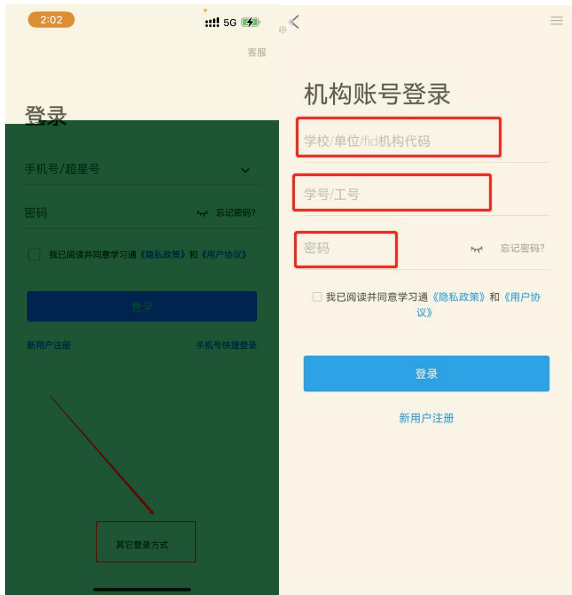 2:02
5G
客服
登录
手机号/超星号
密码
忘记密码?
我已阅读并同意学习通《隐私政策》和《用户协议》
登录
新用户注册
手机号快捷登录
其它登录方式
机构账号登录
学校/单位/fid机构代码
学号/工号
密码
忘记密码?
我已阅读并同意学习通《隐私政策》和《用户协
议》
登录
新用户注册